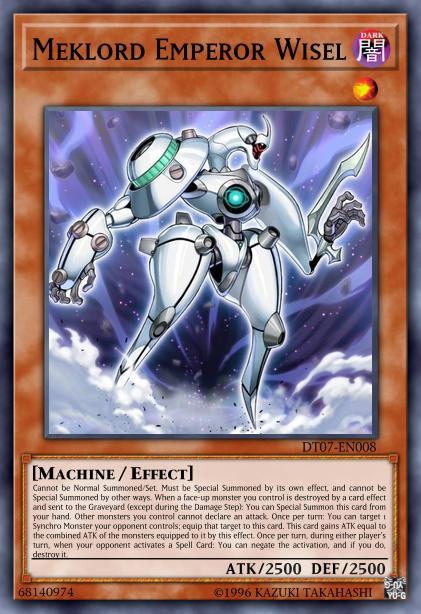 MEKLORD EMPEROR WISEL
DARK
闇
DT07-EN008
[MACHINE / EFFECT]
Cannot be Normal Summoned/Set. Must be Special Summoned by its own effect, and cannot be
Special Summoned by other ways. When a face-up monster you control is destroyed by a card effect
and sent to the Graveyard (except during the Damage Step): You can Special Summon this card from
your hand. Other monsters you control cannot declare an attack. Once per turn: You can target 1
Synchro Monster your opponent controls; equip that target to this card. This card gains ATK equal to
the combined ATK of the monsters equipped to it by this effect. Once per turn, during either player's
turn, when your opponent activates a Spell Card: You can negate the activation, and if you do,
destroy it.
ATK/2500 DEF/2500
68140974
©1996 KAZUKI TAKAHASHI